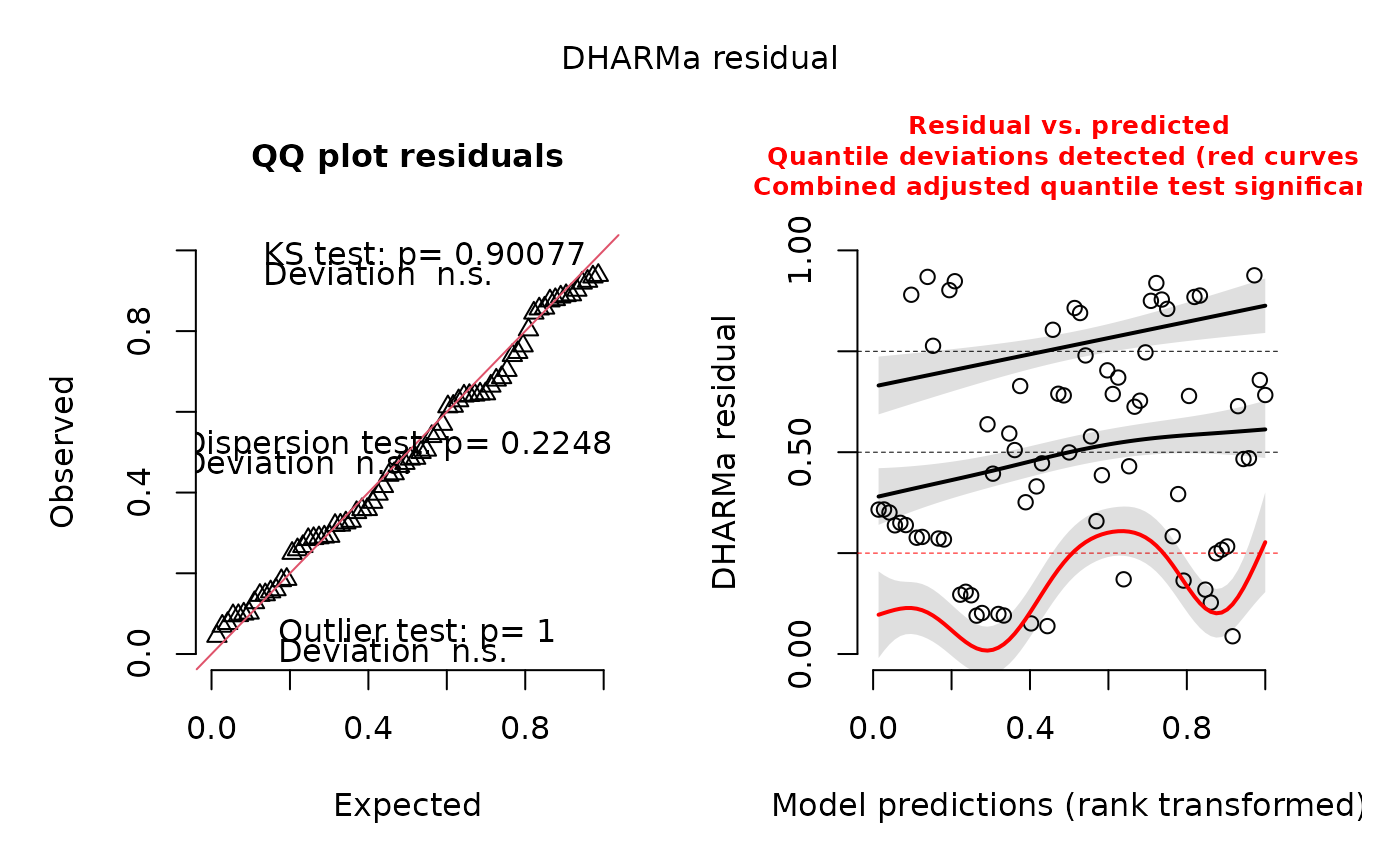 DHARMa residual
QQ plot residuals
KS test: p= 0.90077
Deviation n.s.
Dispersion test: p= 0.2248
Deviation n.s.
Outlier test: p= 1
Deviation n.s.
Observed
0.0 0.4 0.8
0.0 0.4 0.8
Expected
Residual vs. predicted
Quantile deviations detected (red curves
Combined adjusted quantile test significan
DHARMa residual
0.00 0.50 1.00
0.0 0.4 0.8
Model predictions (rank transformed)